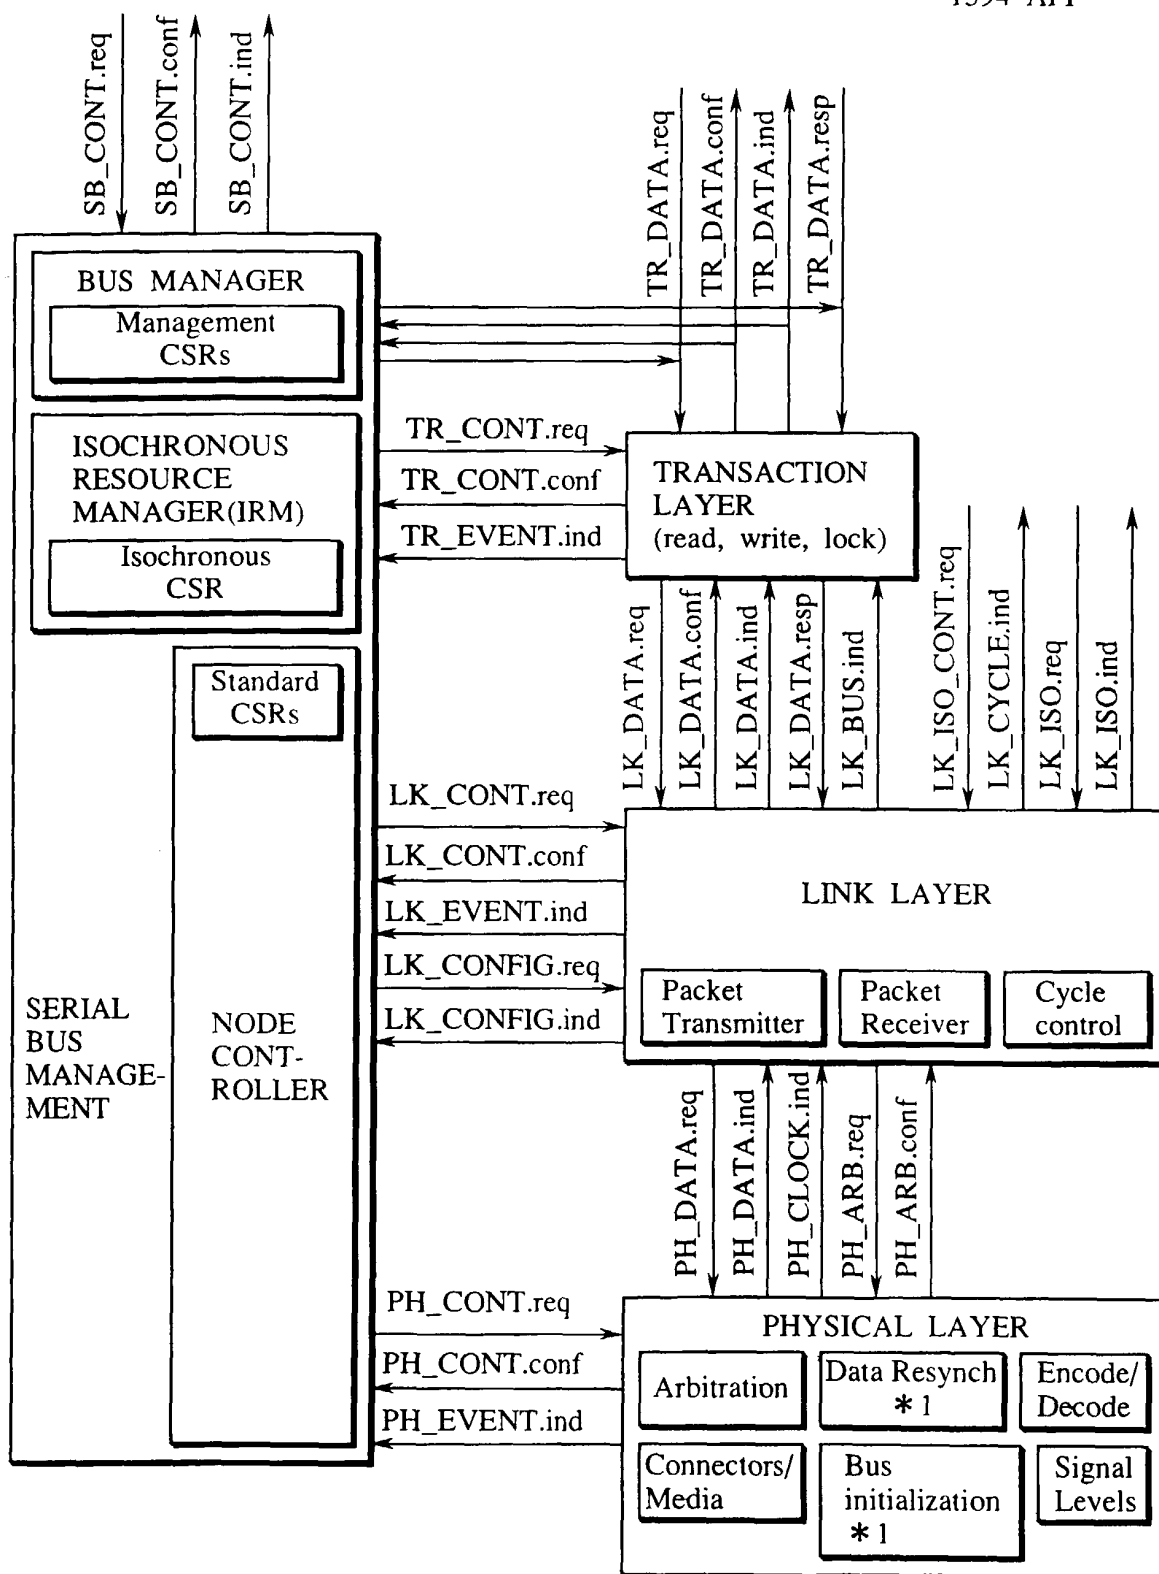 SB_CONT.req
SB_CONT.conf
SB_CONT.ind
TR_DATA.req
TR_DATA.conf
TR_DATA.ind
TR_DATA.resp
BUS MANAGER
Management
CSRs
ISOCHRONOUS
RESOURCE
MANAGER(IRM)
Isochronous
CSR
TR_CONT.req
TR_CONT.conf
TR_EVENT.ind
TRANSACTION
LAYER
(read, write, lock)
LK_DATA.req
LK_DATA.conf
LK_DATA.ind
LK_DATA.resp
LK_BUS.ind
LK_ISO_CONT.req
LK_CYCLE.ind
LK_ISO.req
LK_ISO.ind
Standard
CSRs
LK_CONT.req
LK_CONT.conf
LK_EVENT.ind
LK_CONFIG.req
LK_CONFIG.ind
LINK LAYER
Packet
Transmitter
Packet
Receiver
Cycle
control
SERIAL
BUS
MANAGE-
MENT
NODE
CONT-
ROLLER
PH_DATA.req
PH_DATA.ind
PH_CLOCK.ind
PH_ARB.req
PH_ARB.conf
PH_CONT.req
PH_CONT.conf
PH_EVENT.ind
PHYSICAL LAYER
Arbitration
Data Resynch
*1
Encode/
Decode
Connectors/
Media
Bus
initialization
*1
Signal
Levels